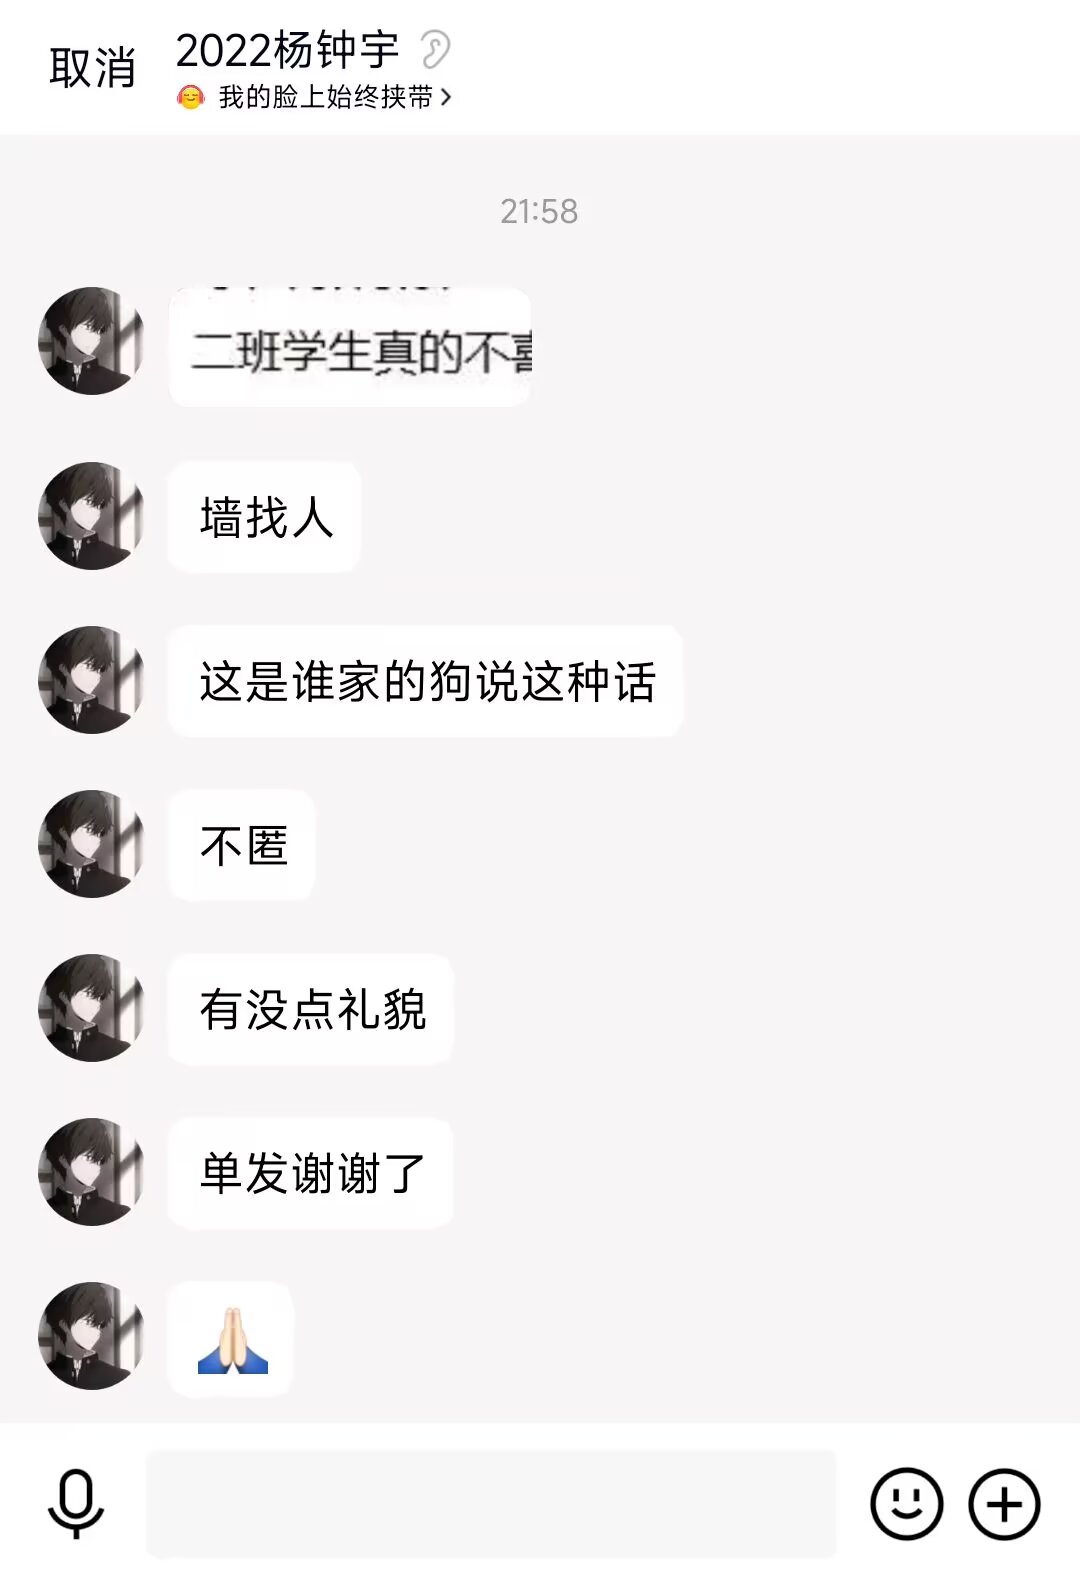 取消
2022杨钟宇
我的脸上始终挟带
21:58
二班学生真的不
墙找人
这是谁家的狗说这种话
不匿
有没点礼貌
单发谢谢了